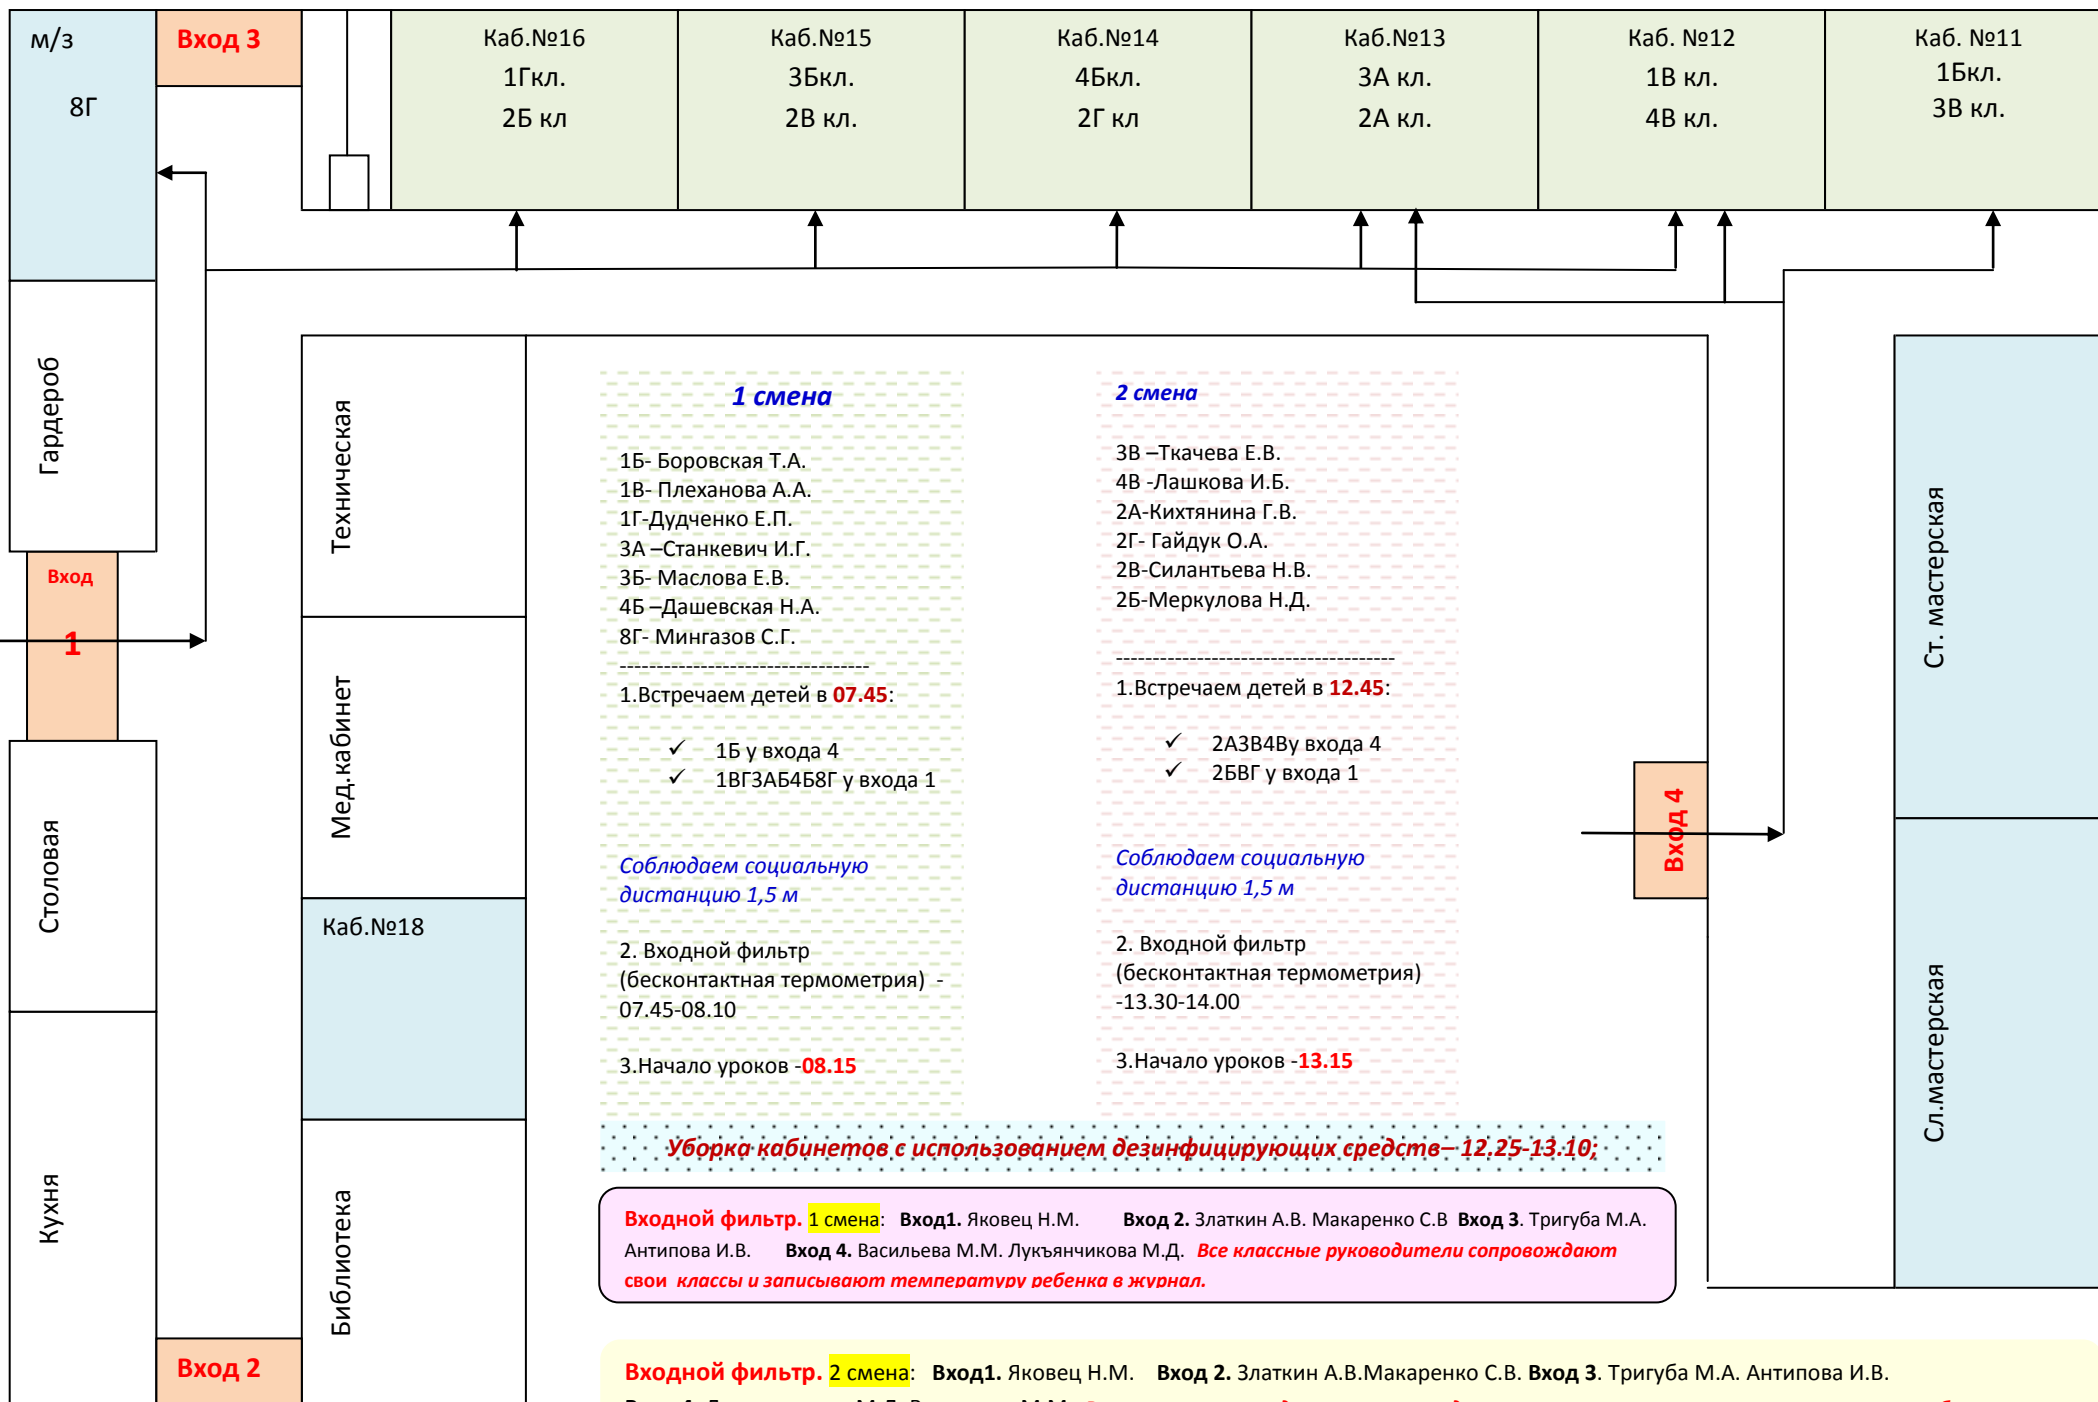 м/з
8Г
Вход 3
Каб.№16
1Гкл.
2Б кл
Каб.№15
3Бкл.
2В кл.
Каб.№14
4Бкл.
2Г кл
Каб.№13
3А кл.
2А кл.
Каб. №12
1В кл.
4В кл.
Каб. №11
1Бкл.
3В кл.
Гардероб
Вход
1
Столовая
Кухня
Вход 2
Техническая
Мед.кабинет
Каб.№18
Библиотека
1 смена
1Б- Боровская Т.А.
1В- Плеханова А.А.
1Г-Дудченко Е.П.
3А –Станкевич И.Г.
3Б- Маслова Е.В.
4Б –Дашевская Н.А.
8Г- Мингазов С.Г.
----------------------------------
1.Встречаем детей в 07.45:
✓ 1Б у входа 4
✓ 1ВГ3АБ4Б8Г у входа 1
Соблюдаем социальную
дистанцию 1,5 м
2. Входной фильтр
(бесконтактная термометрия) -
07.45-08.10
3.Начало уроков -08.15
2 смена
3В –Ткачева Е.В.
4В -Лашкова И.Б.
2А-Кихтянина Г.В.
2Г- Гайдук О.А.
2В-Силантьева Н.В.
2Б-Меркулова Н.Д.
--------------------------------------
1.Встречаем детей в 12.45:
✓ 2А3В4Ву входа 4
✓ 2БВГ у входа 1
Соблюдаем социальную
дистанцию 1,5 м
2. Входной фильтр
(бесконтактная термометрия)
-13.30-14.00
3.Начало уроков -13.15
Вход 4
Ст. мастерская
Сл.мастерская
Уборка кабинетов с использованием дезинфицирующих средств– 12.25-13.10;
Входной фильтр. 1 смена: Вход1. Яковец Н.М. Вход 2. Златкин А.В. Макаренко С.В Вход 3. Тригуба М.А.
Антипова И.В. Вход 4. Васильева М.М. Лукъянчикова М.Д. Все классные руководители сопровождают
свои классы и записывают температуру ребенка в журнал.
Входной фильтр. 2 смена: Вход1. Яковец Н.М. Вход 2. Златкин А.В.Макаренко С.В. Вход 3. Тригуба М.А. Антипова И.В.